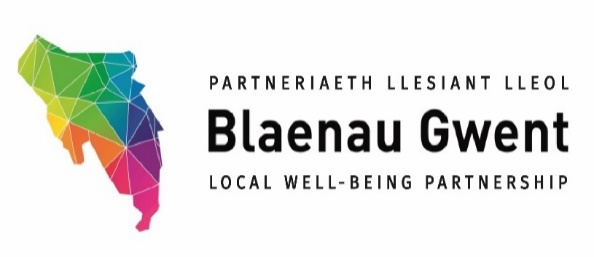 PARTNERIAETH LLESIANT LLEOL
Blaenau Gwent
LOCAL WELL-BEING PARTNERSHIP